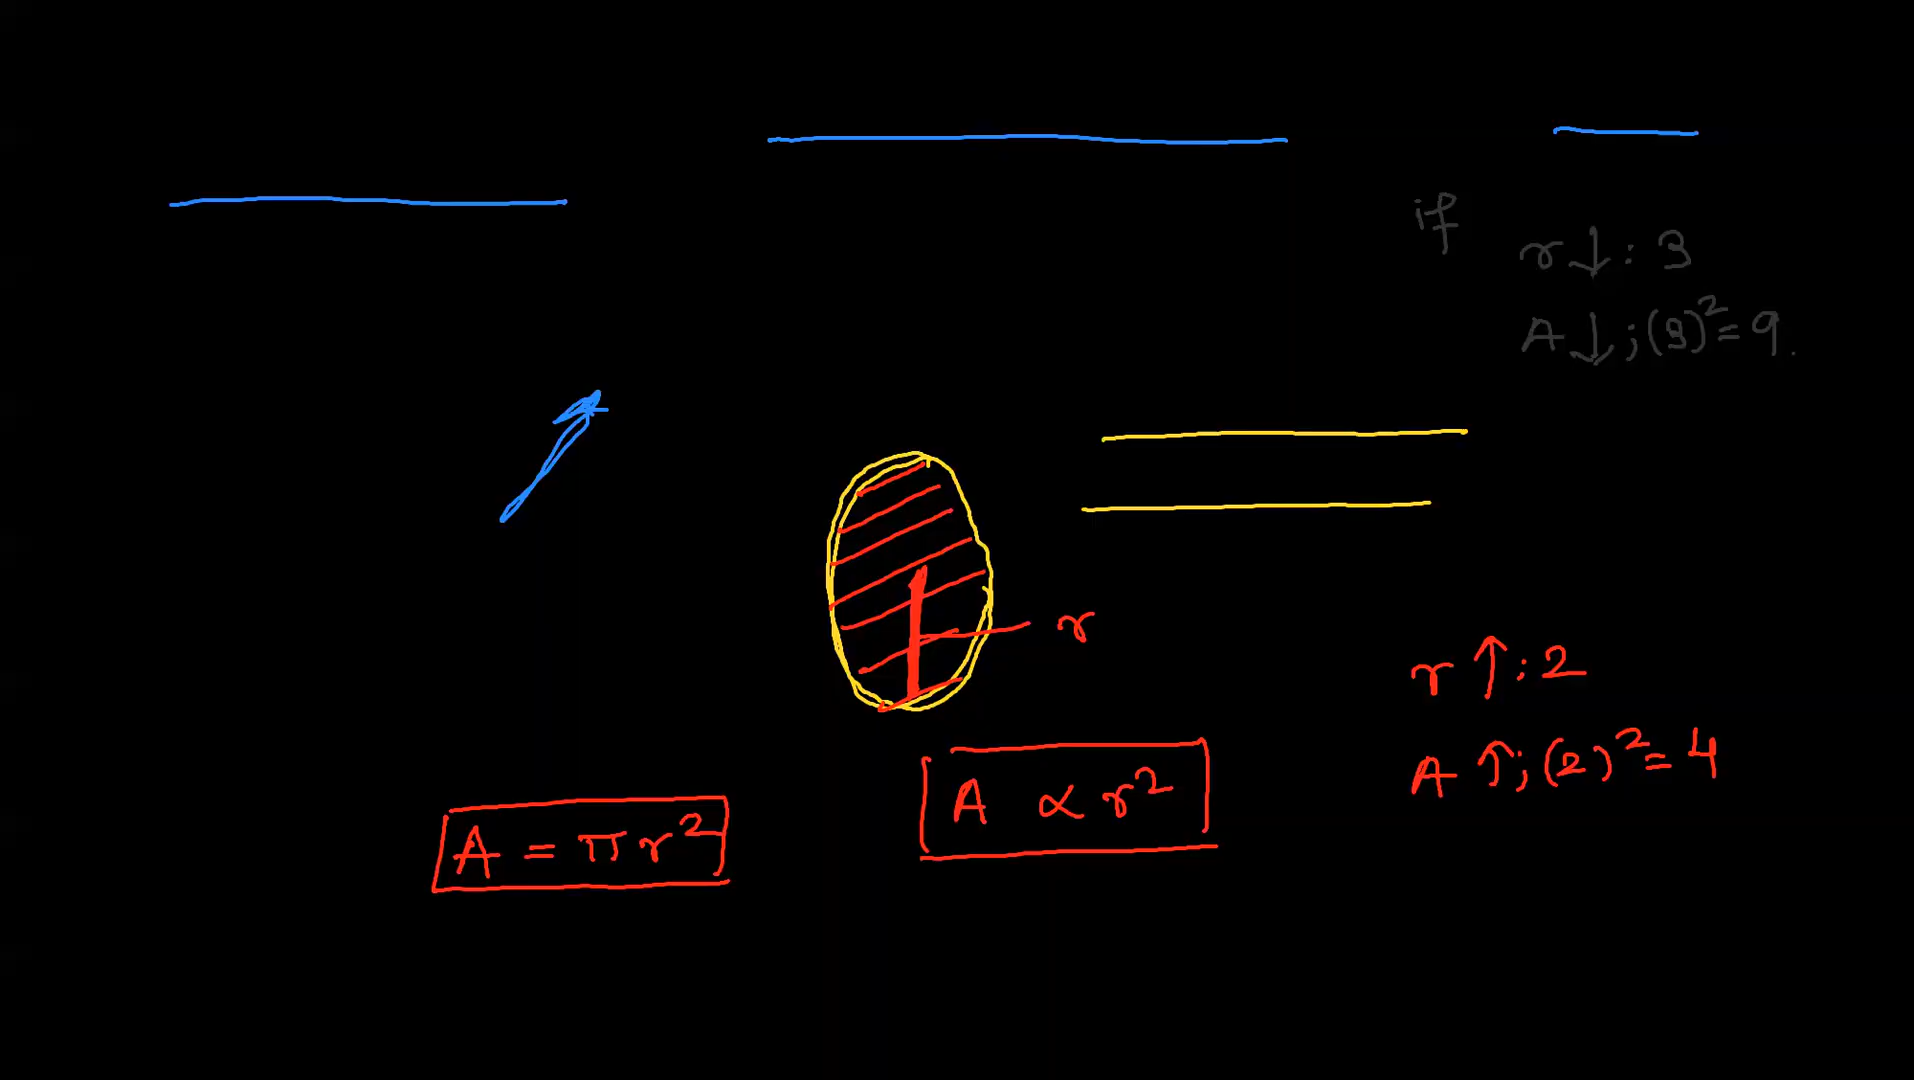 if
r↓: 3
A↓; (3)²= 9.
r
r↑; 2
A↑; (2)²= 4
A ∝ r²
A = πr²